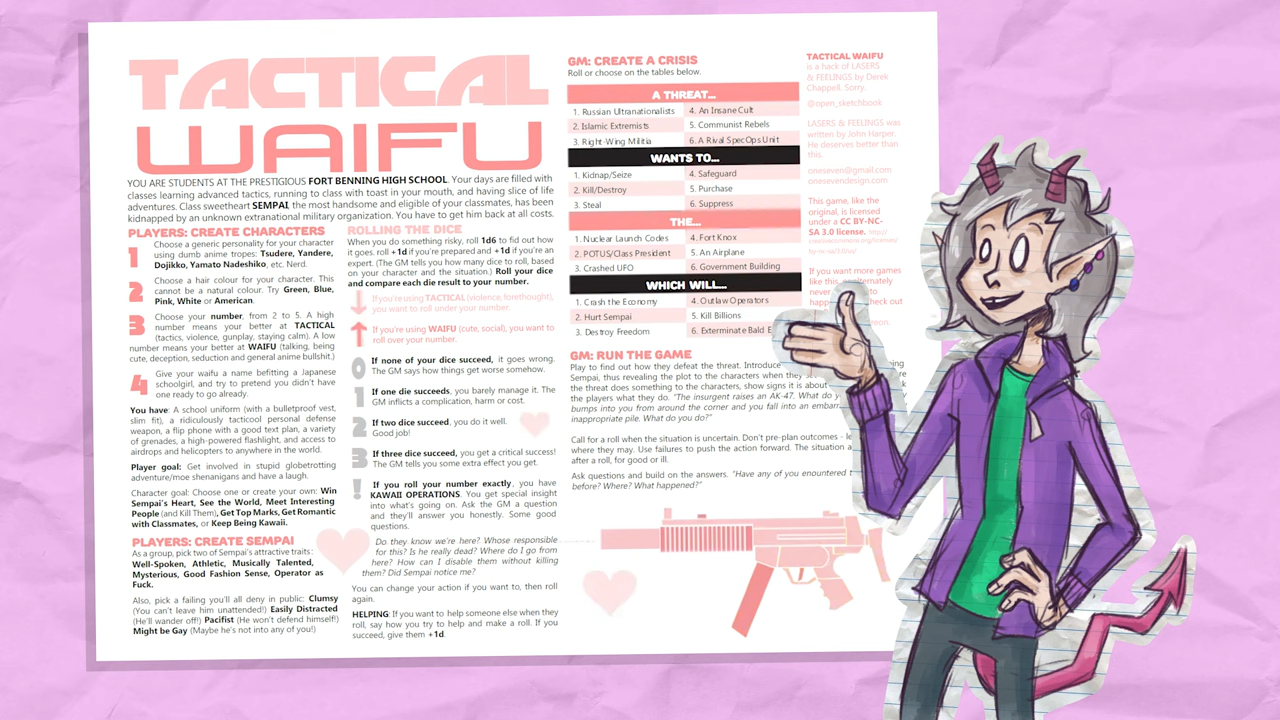 TACTICAL
WAIFU
YOU ARE STUDENTS AT THE PRESTIGIOUS FORT BENNING HIGH SCHOOL. Your days are filled with
classes learning advanced tactics, running to class with toast in your mouth, and having slice of life
adventures. Class sweetheart SEMPAI, the most handsome and eligible of your classmates, has been
kidnapped by an unknown extranational military organization. You have to get him back at all costs.
PLAYERS: CREATE CHARACTERS
1 Choose a generic personality for your character
using dumb anime tropes: Tsudere, Yandere,
Dojikko, Yamato Nadeshiko, etc. Nerd.
2 Choose a hair colour for your character. This
cannot be a natural colour. Try Green, Blue,
Pink, White or American.
3 Choose your number, from 2 to 5. A high
number means your better at TACTICAL
(tactics, violence, gunplay, staying calm). A low
number means your better at WAIFU (talking, being
cute, deception, seduction and general anime bullshit.)
4 Give your waifu a name befitting a Japanese
schoolgirl, and try to pretend you didn't have
one ready to go already.
You have: A school uniform (with a bulletproof vest,
slim fit), a ridiculously tacticool personal defense
weapon, a flip phone with a good text plan, a variety
of grenades, a high-powered flashlight, and access to
airdrops and helicopters to anywhere in the world.
Player goal: Get involved in stupid globetrotting
adventure/moe shenanigans and have a laugh.
Character goal: Choose one or create your own: Win
Sempai's Heart, See the World, Meet Interesting
People (and Kill Them), Get Top Marks, Get Romantic
with Classmates, or Keep Being Kawaii.
PLAYERS: CREATE SEMPAI
As a group, pick two of Sempai's attractive traits:
Well-Spoken, Athletic, Musically Talented,
Mysterious, Good Fashion Sense, Operator as
Fuck.
Also, pick a failing you'll all deny in public: Clumsy
(You can't leave him unattended!) Easily Distracted
(He'll wander off!) Pacifist (He won't defend himself!)
Might be Gay (Maybe he's not into any of you!)
ROLLING THE DICE
When you do something risky, roll 1d6 to find out how
it goes. roll +1d if you're prepared and +1d if you're an
expert. (The GM tells you how many dice to roll, based
on your character and the situation.) Roll your dice
and compare each die result to your number.
If you're using TACTICAL (violence, forethought),
you want to roll under your number.
If you're using WAIFU (cute, social), you want to
roll over your number.
0 If none of your dice succeed, it goes wrong.
The GM says how things get worse somehow.
1 If one die succeeds, you barely manage it. The
GM inflicts a complication, harm or cost.
2 If two dice succeed, you do it well.
Good job!
3 If three dice succeed, you get a critical success!
The GM tells you some extra effect you get.
! If you roll your number exactly, you have
KAWAII OPERATIONS. You get special insight
into what's going on. Ask the GM a question
and they'll answer you honestly. Some good
questions.
Do they know we're here? Whose responsible
for this? Is he really dead? Where do I go from
here? How can I disable them without killing
them? Did Sempai notice me?
You can change your action if you want to, then roll
again.
HELPING: If you want to help someone else when they
roll, say how you try to help and make a roll. If you
succeed, give them +1d.
GM: CREATE A CRISIS
Roll or choose on the tables below.
A THREAT...
1. Russian Ultranationalists 4. An Insane Cult
2. Islamic Extremists 5. Communist Rebels
3. Right-Wing Militia 6. A Rival SpecOps Unit
WANTS TO...
1. Kidnap/Seize 4. Safeguard
2. Kill/Destroy 5. Purchase
3. Steal 6. Suppress
THE...
1. Nuclear Launch Codes 4. Fort Knox
2. POTUS/Class President 5. An Airplane
3. Crashed UFO 6. Government Building
WHICH WILL...
1. Crash the Economy 4. Outlaw Operators
2. Hurt Sempai 5. Kill Billions
3. Destroy Freedom 6. Exterminate Bald E
GM: RUN THE GAME
Play to find out how they defeat the threat. Introduce
Sempai, thus revealing the plot to the characters when they
the threat does something to the characters, show signs it is about
the players what they do. "The insurgent raises an AK-47. What do y
bumps into you from around the corner and you fall into an embarr
inappropriate pile. What do you do?"
Call for a roll when the situation is uncertain. Don't pre-plan outcomes - le
where they may. Use failures to push the action forward. The situation a
after a roll, for good or ill.
Ask questions and build on the answers. "Have any of you encountered
before? Where? What happened?"
TACTICAL WAIFU
is a hack of LASERS
& FEELINGS by Derek
Chappell. Sorry.
@open_sketchbook
LASERS & FEELINGS was
written by John Harper.
He deserves better than
this.
oneseven@gmail.com
onesevendesign.com
This game, like the
original, is licensed
under a CC BY-NC-
SA 3.0 license. http://
creativecommons.org/licenses/
by-nc-sa/3.0/us/
If you want more games
like this,
never
happ check out